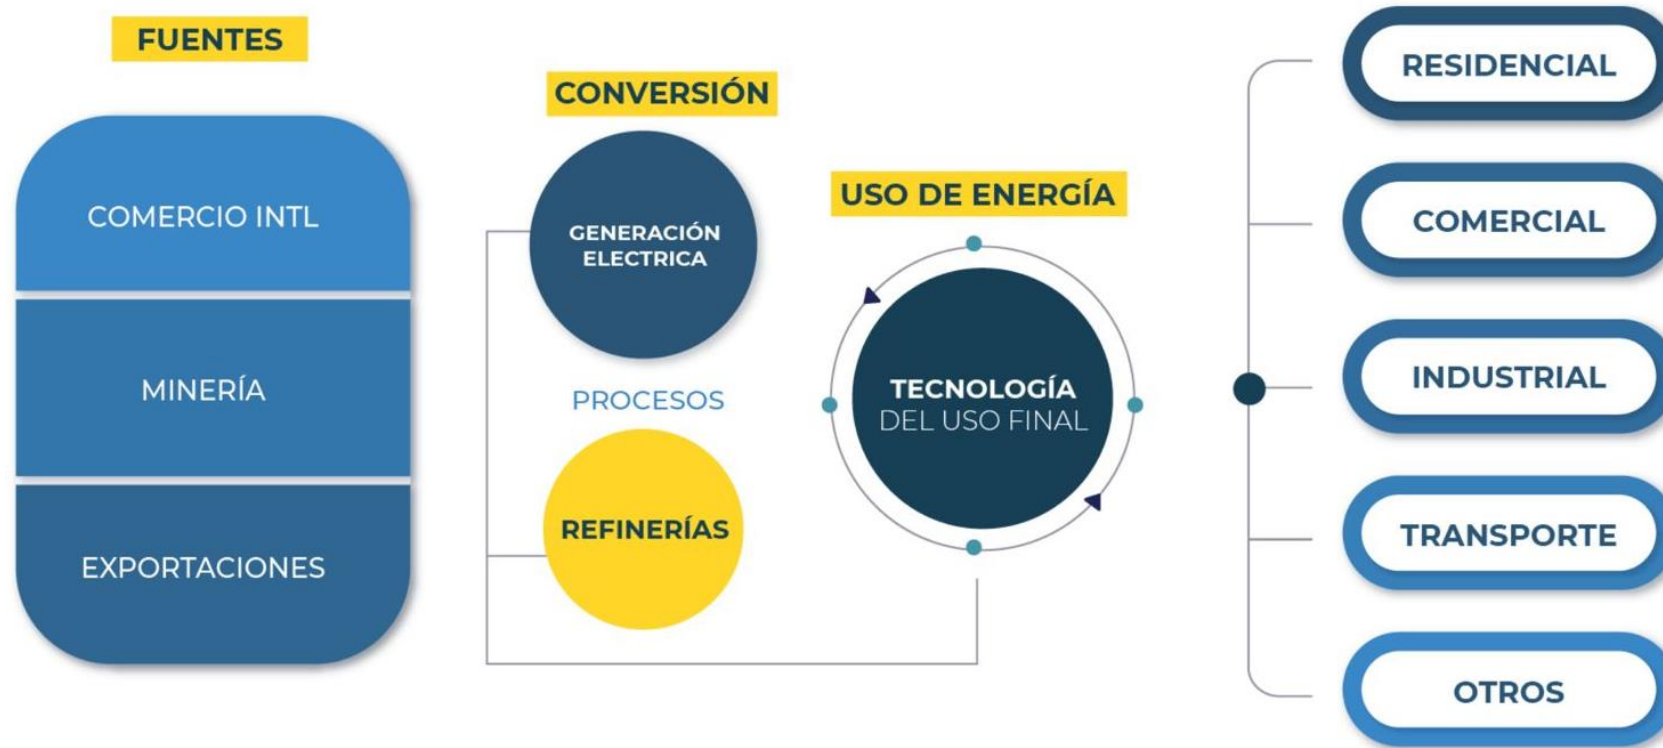 FUENTES
COMERCIO INTL
MINERÍA
EXPORTACIONES
CONVERSIÓN
GENERACIÓN
ELECTRICA
PROCESOS
REFINERÍAS
USO DE ENERGÍA
TECNOLOGÍA
DEL USO FINAL
RESIDENCIAL
COMERCIAL
INDUSTRIAL
TRANSPORTE
OTROS